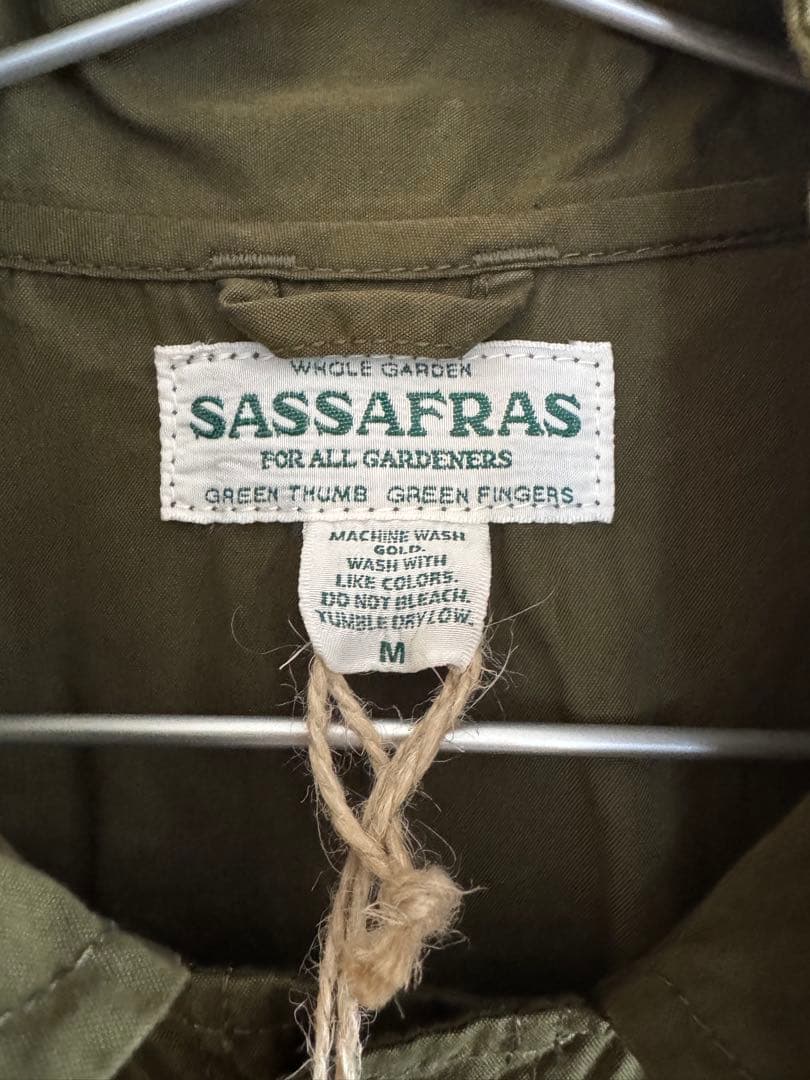 WHOLE GARDEN
SASSAFRAS
FOR ALL GARDENERS
GREEN THUMB GREEN FINGERS
MACHINE WASH
COLD.
WASH WITH
LIKE COLORS.
DO NOT BLEACH.
TUMBLE DRY LOW.
M